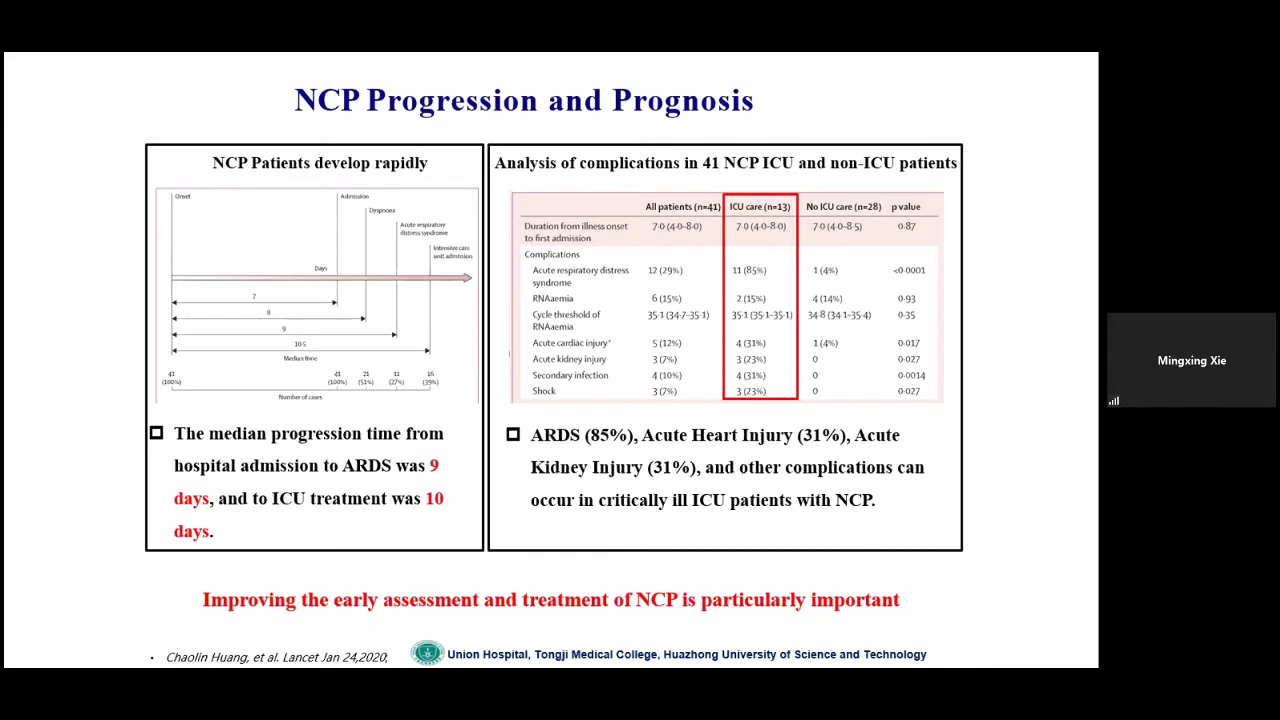 NCP Progression and Prognosis
NCP Patients develop rapidly
Onset
Admission
Dyspnoea
Acute respiratory
distress syndrome
Intensive care
unit admission
Days
7
8
9
10·5
Median time
41 41 21 11 16
(100%) (100%) (51%) (27%) (39%)
Number of cases
The median progression time from
hospital admission to ARDS was 9
days, and to ICU treatment was 10
days.
Analysis of complications in 41 NCP ICU and non-ICU patients
All patients (n=41) ICU care (n=13) No ICU care (n=28) p value
Duration from illness onset 7·0 (4·0–8·0) 7·0 (4·0–8·0) 7·0 (4·0–8·5) 0·87
to first admission
Complications
Acute respiratory distress 12 (29%) 11 (85%) 1 (4%) <0·0001
syndrome
RNAaemia 6 (15%) 2 (15%) 4 (14%) 0·93
Cycle threshold of 35·1 (34·7–35·1) 35·1 (35·1–35·1) 34·8 (34·1–35·4) 0·35
RNAaemia
Acute cardiac injury* 5 (12%) 4 (31%) 1 (4%) 0·017
Acute kidney injury 3 (7%) 3 (23%) 0 0·027
Secondary infection 4 (10%) 4 (31%) 0 0·0014
Shock 3 (7%) 3 (23%) 0 0·027
ARDS (85%), Acute Heart Injury (31%), Acute
Kidney Injury (31%), and other complications can
occur in critically ill ICU patients with NCP.
Improving the early assessment and treatment of NCP is particularly important
• Chaolin Huang, et al. Lancet Jan 24,2020;
Union Hospital, Tongji Medical College, Huazhong University of Science and Technology
Mingxing Xie